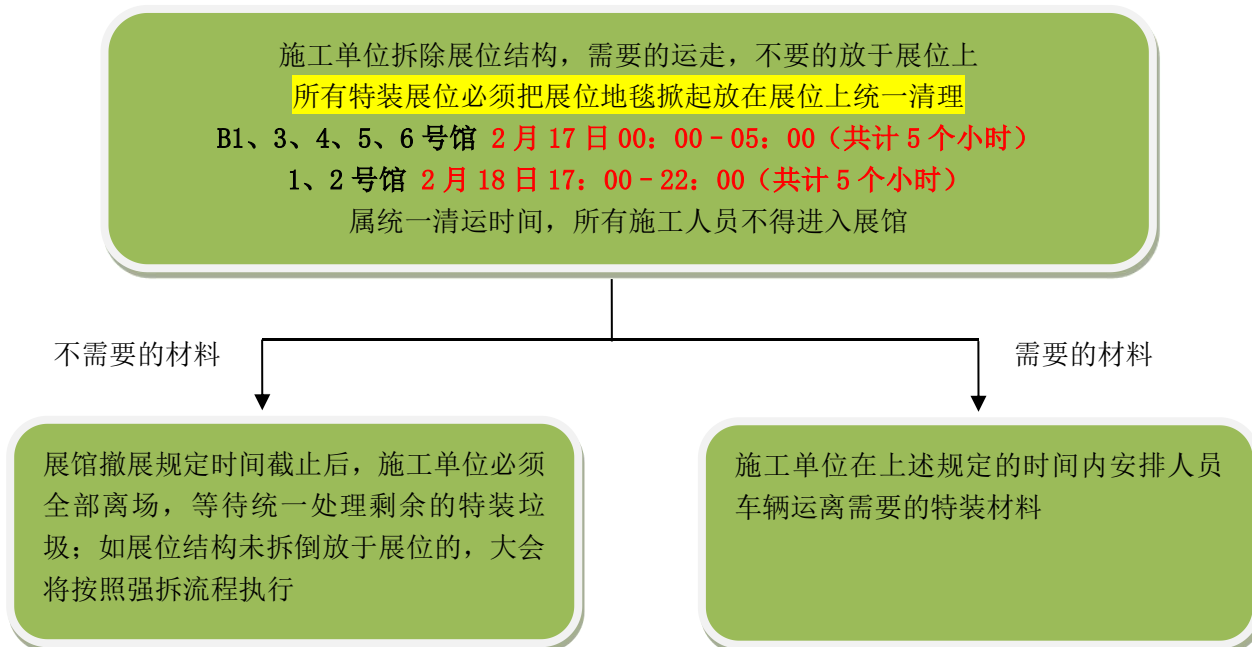 施工单位拆除展位结构，需要的运走，不要的放于展位上
所有特装展位必须把展位地毯掀起放在展位上统一清理
B1、3、4、5、6 号馆 2 月 17 日 00：00－05：00（共计 5 个小时）
1、2 号馆 2 月 18 日 17：00－22：00（共计 5 个小时）
属统一清运时间，所有施工人员不得进入展馆
不需要的材料
需要的材料
展馆撤展规定时间截止后，施工单位必须
全部离场，等待统一处理剩余的特装垃
圾；如展位结构未拆倒放于展位的，大会
将按照强拆流程执行
施工单位在上述规定的时间内安排人员
车辆运离需要的特装材料